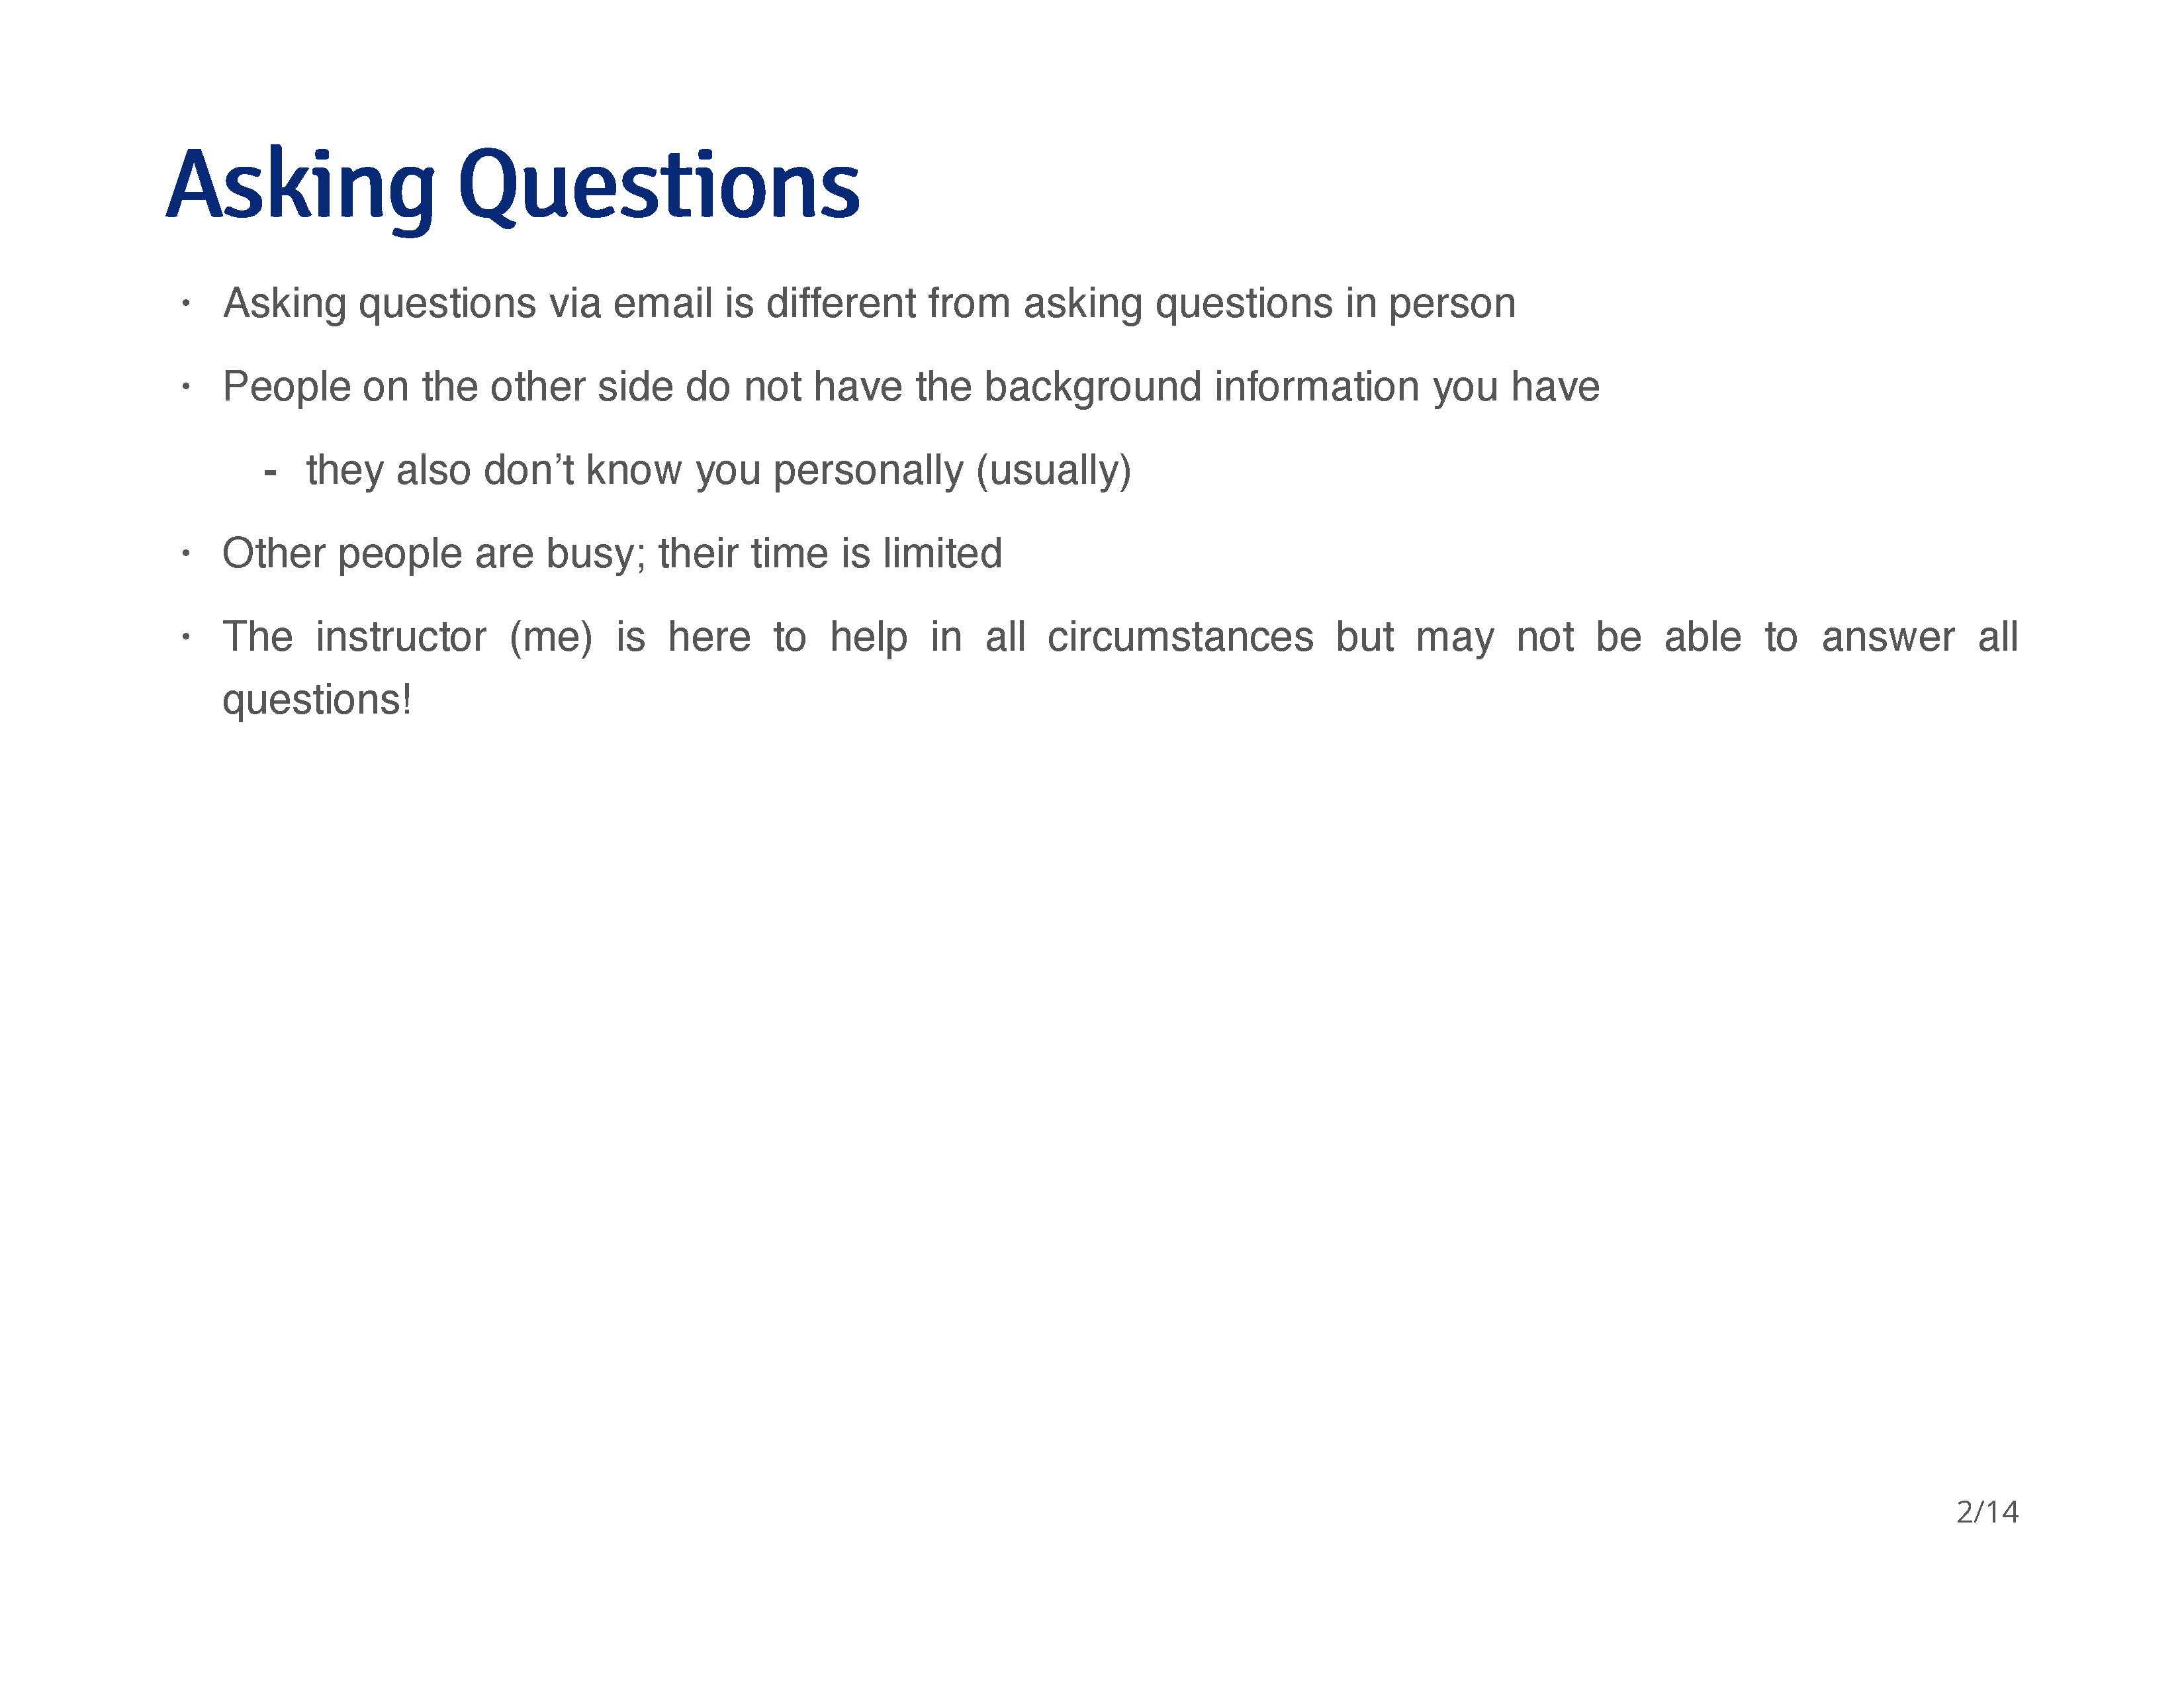 Asking Questions
· Asking questions via email is different from asking questions in person
· People on the other side do not have the background information you have
- they also don’t know you personally (usually)
· Other people are busy; their time is limited
· The instructor (me) is here to help in all circumstances but may not be able to answer all
questions!
2/14